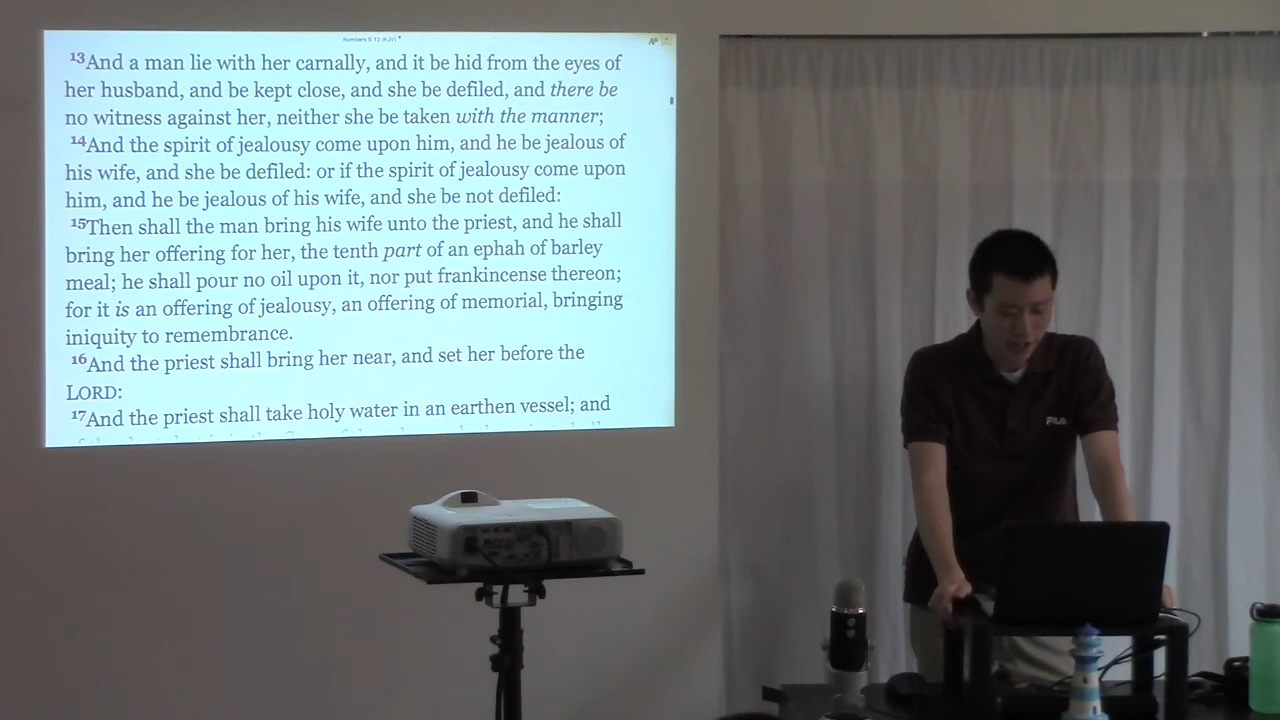 Numbers 5:12 (KJV)
¹³And a man lie with her carnally, and it be hid from the eyes of
her husband, and be kept close, and she be defiled, and there be
no witness against her, neither she be taken with the manner;
¹⁴And the spirit of jealousy come upon him, and he be jealous of
his wife, and she be defiled: or if the spirit of jealousy come upon
him, and he be jealous of his wife, and she be not defiled:
¹⁵Then shall the man bring his wife unto the priest, and he shall
bring her offering for her, the tenth part of an ephah of barley
meal; he shall pour no oil upon it, nor put frankincense thereon;
for it is an offering of jealousy, an offering of memorial, bringing
iniquity to remembrance.
¹⁶And the priest shall bring her near, and set her before the
LORD:
¹⁷And the priest shall take holy water in an earthen vessel; and
FILA